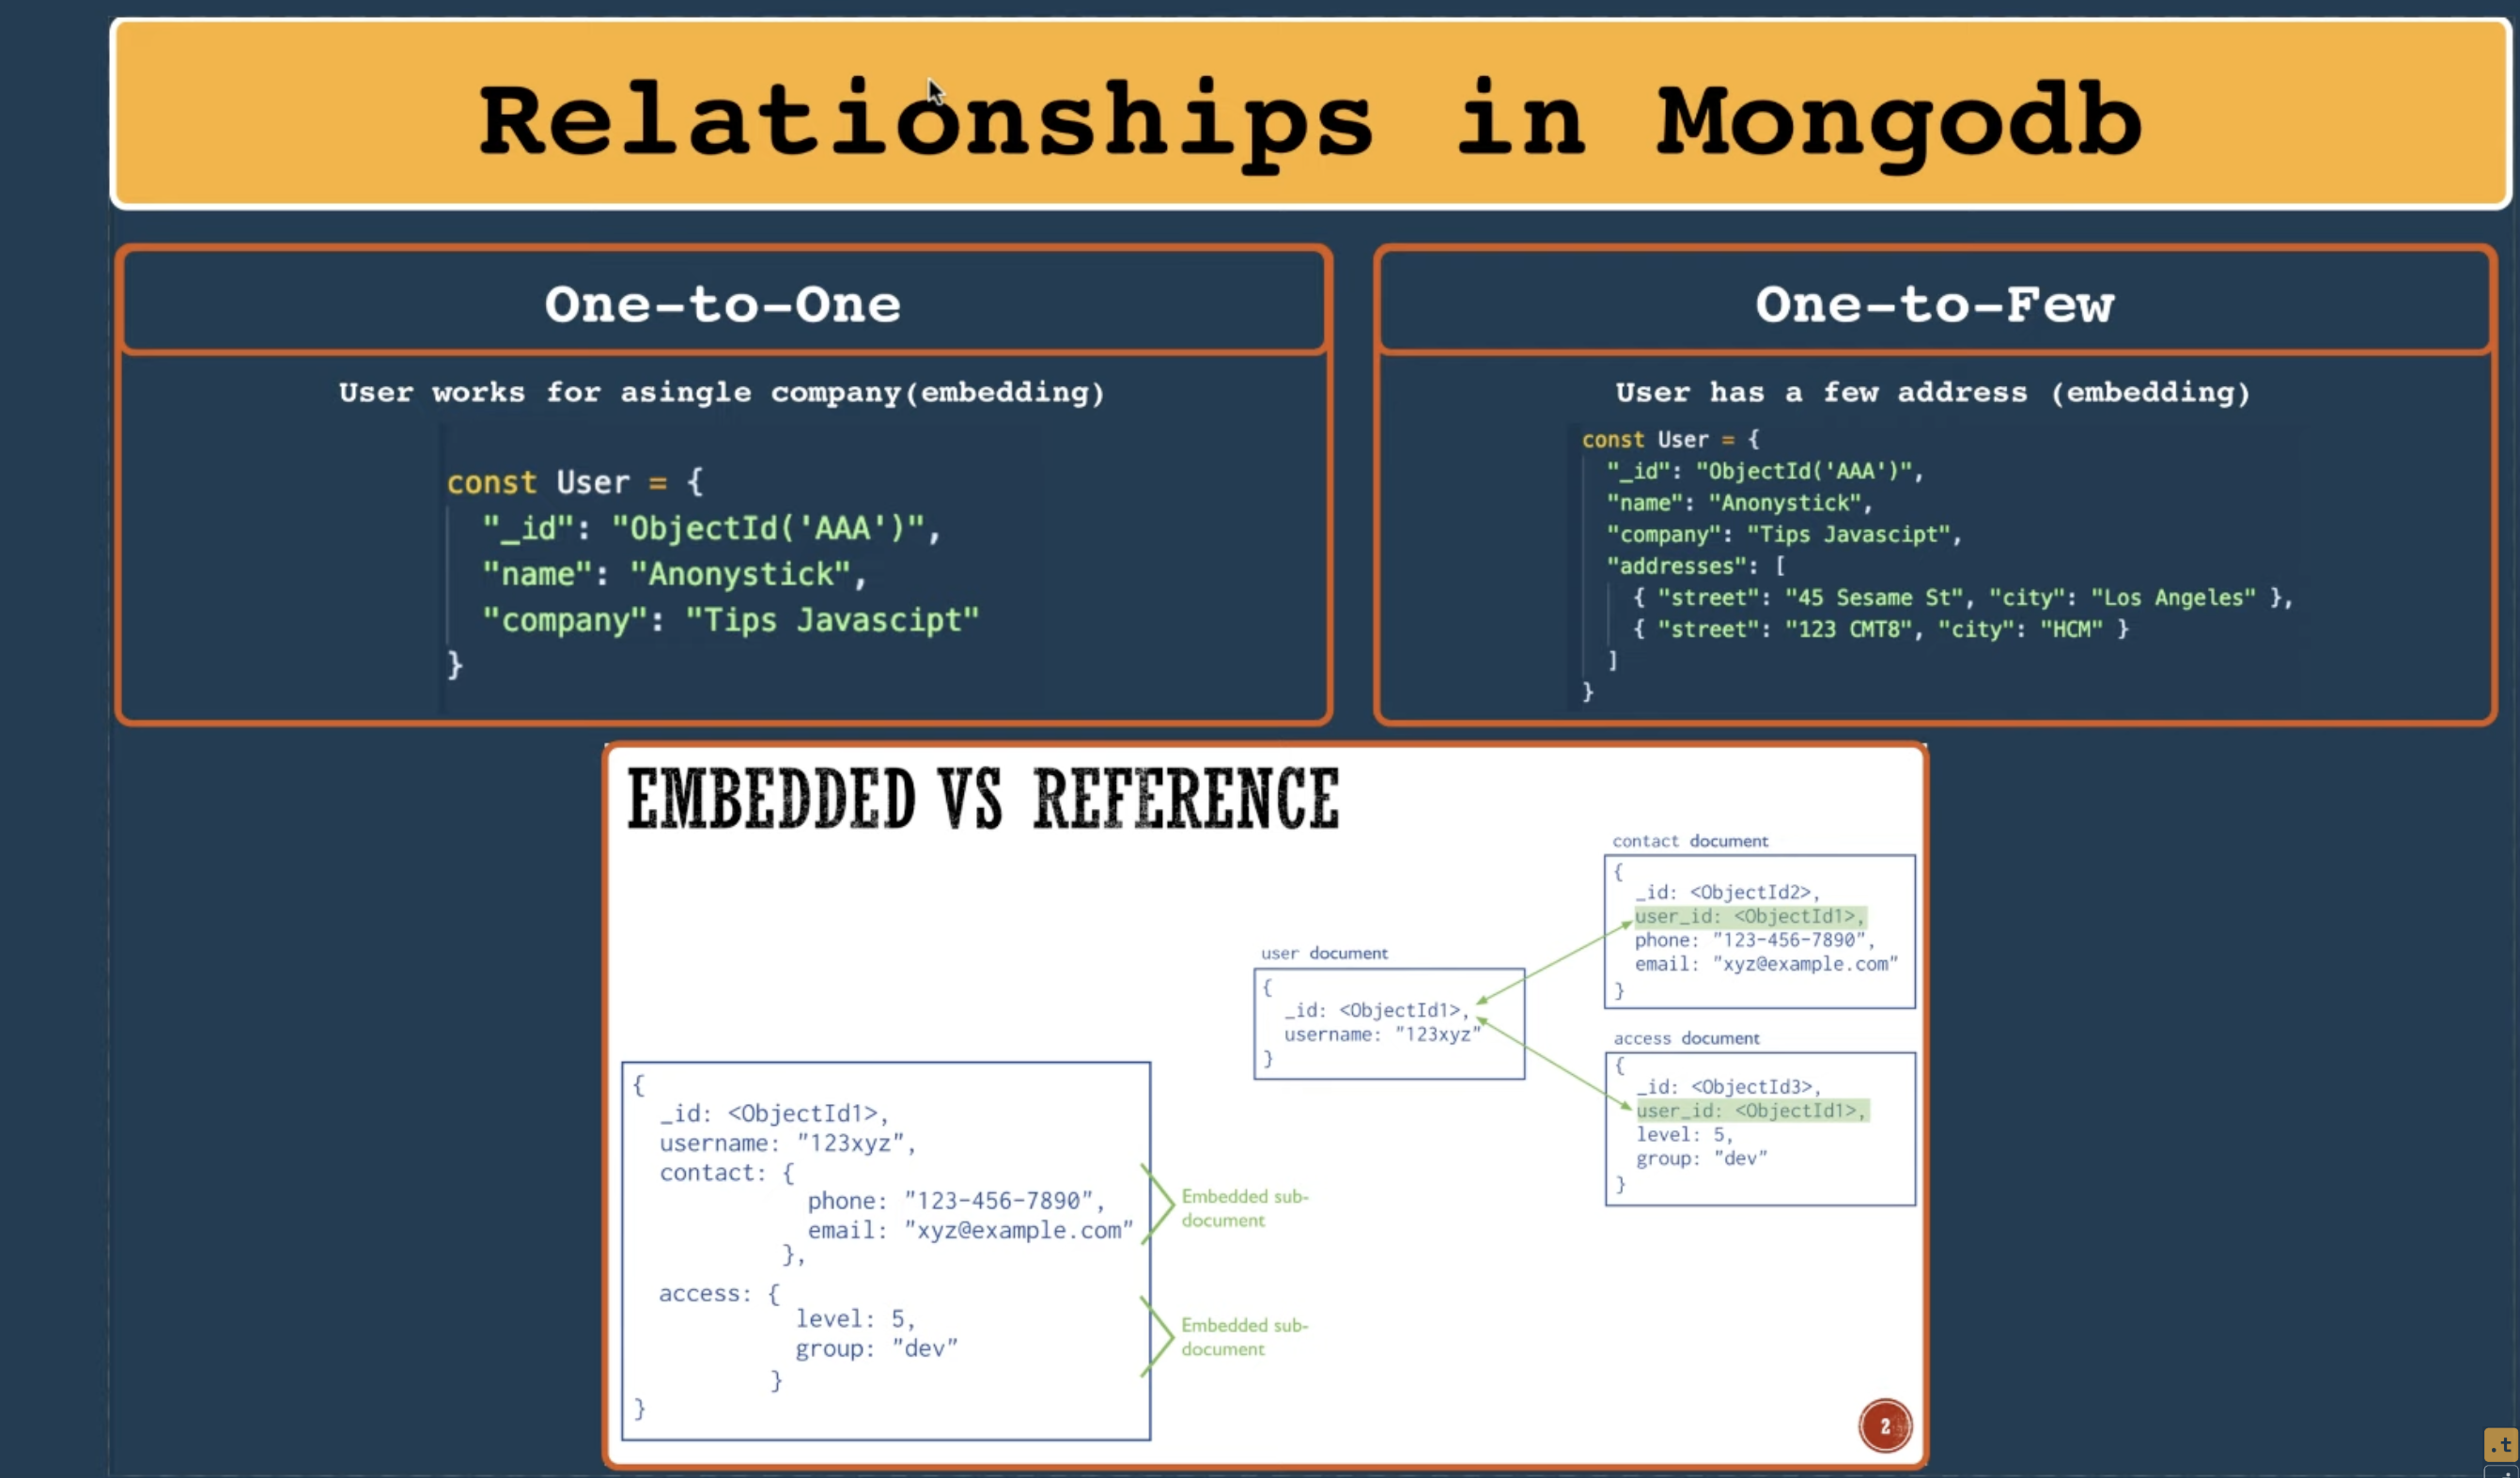 Relationships in Mongodb
One-to-One
User works for asingle company(embedding)
const User = {
"_id": "ObjectId('AAA')",
"name": "Anonystick",
"company": "Tips Javascipt"
}
One-to-Few
User has a few address (embedding)
const User = {
"_id": "ObjectId('AAA')",
"name": "Anonystick",
"company": "Tips Javascipt",
"addresses": [
{ "street": "45 Sesame St", "city": "Los Angeles" },
{ "street": "123 CMT8", "city": "HCM" }
]
}
EMBEDDED VS REFERENCE
{
_id: <ObjectId1>,
username: "123xyz",
contact: {
phone: "123-456-7890",
email: "xyz@example.com"
},
access: {
level: 5,
group: "dev"
}
}
Embedded sub-
document
Embedded sub-
document
user document
{
_id: <ObjectId1>,
username: "123xyz"
}
contact document
{
_id: <ObjectId2>,
user_id: <ObjectId1>,
phone: "123-456-7890",
email: "xyz@example.com"
}
access document
{
_id: <ObjectId3>,
user_id: <ObjectId1>,
level: 5,
group: "dev"
}
2
.t